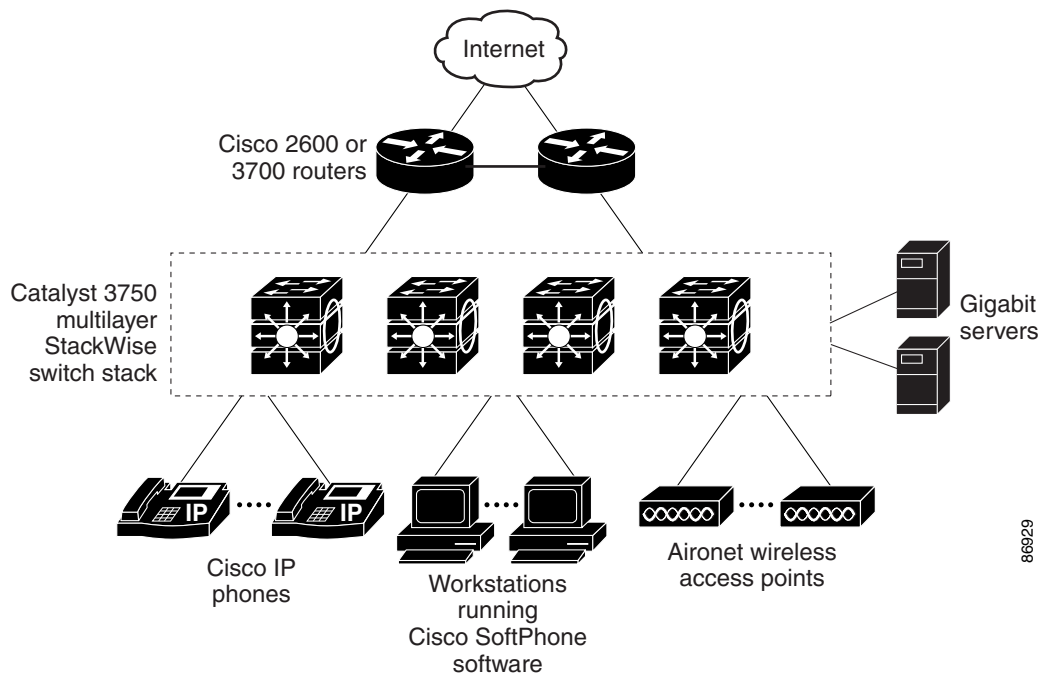 Internet
Cisco 2600 or
3700 routers
Catalyst 3750
multilayer
StackWise
switch stack
Gigabit
servers
IP
IP
Cisco IP
phones
Workstations
running
Cisco SoftPhone
software
Aironet wireless
access points
86929